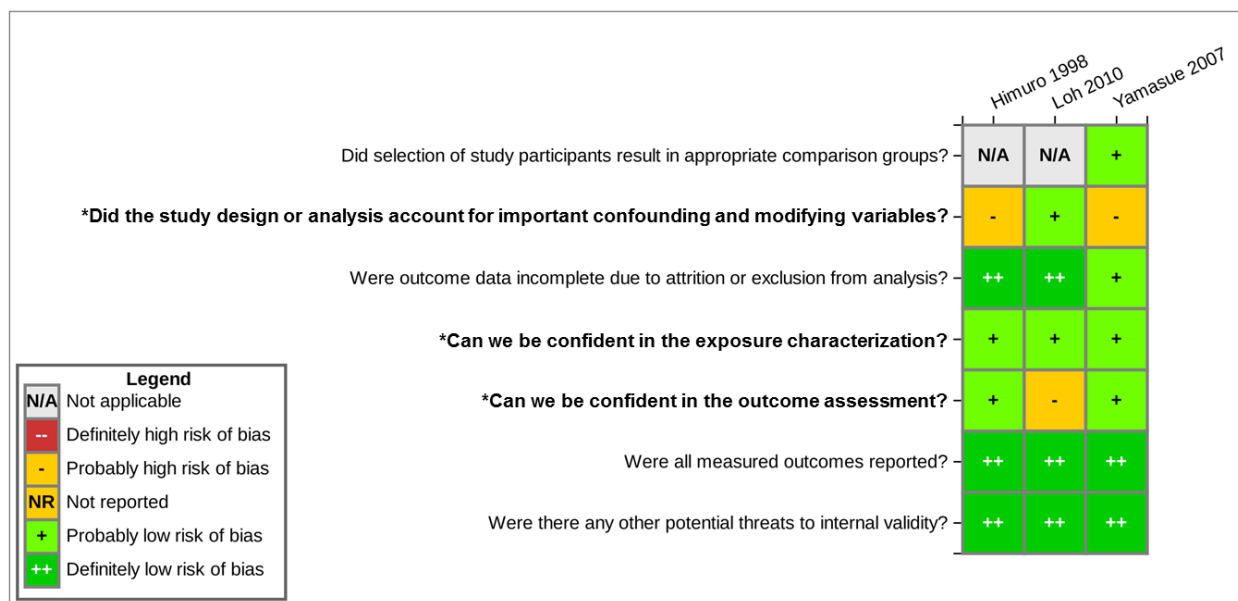 Himuro 1998
Loh 2010
Yamasue 2007
Did selection of study participants result in appropriate comparison groups? N/A N/A +
*Did the study design or analysis account for important confounding and modifying variables? - + -
Were outcome data incomplete due to attrition or exclusion from analysis? ++ ++ +
*Can we be confident in the exposure characterization? + + +
*Can we be confident in the outcome assessment? + - +
Were all measured outcomes reported? ++ ++ ++
Were there any other potential threats to internal validity? ++ ++ ++
Legend
N/A Not applicable
-- Definitely high risk of bias
- Probably high risk of bias
NR Not reported
+ Probably low risk of bias
++ Definitely low risk of bias